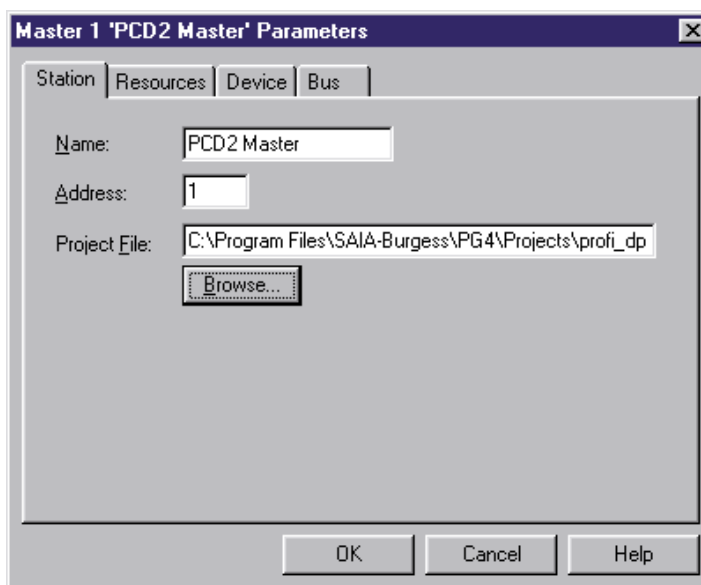 Master 1 'PCD2 Master' Parameters
Station Resources Device Bus
Name: PCD2 Master
Address: 1
Project File: C:\Program Files\SAIA-Burgess\PG4\Projects\profi_dp
Browse...
OK Cancel Help